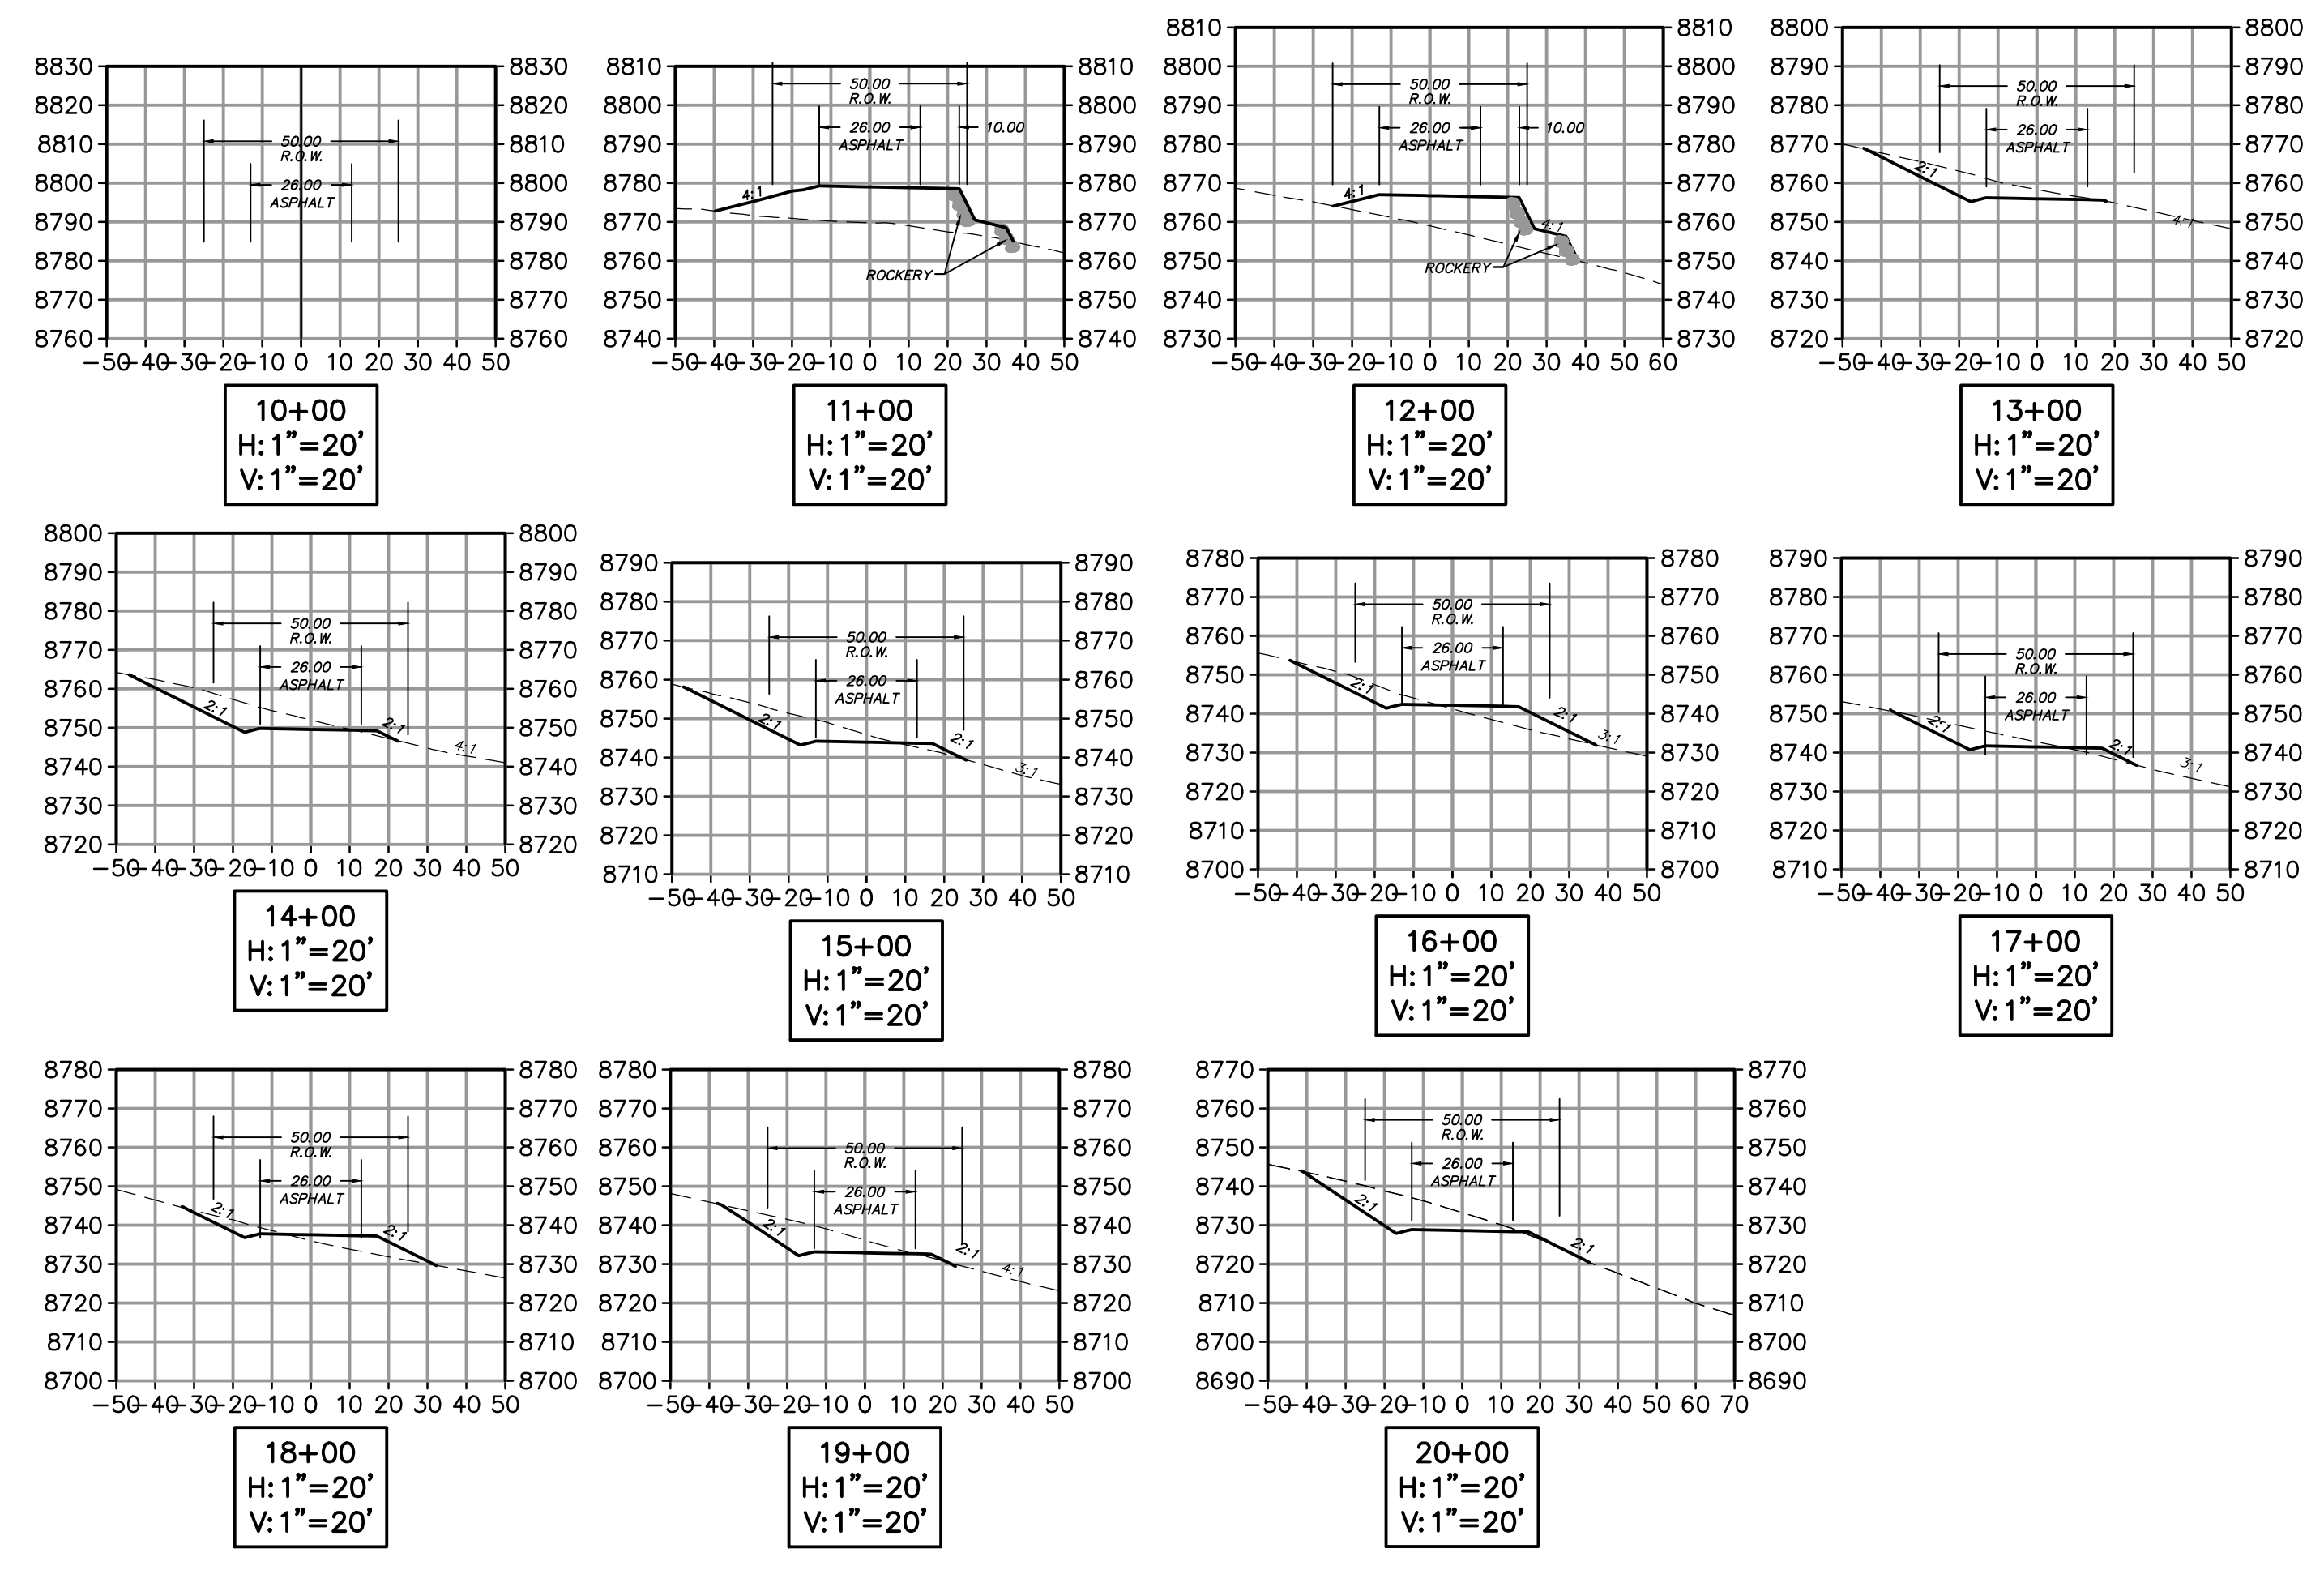 8830 8830
8820 8820
8810 50.00 8810
R.O.W.
8800 26.00 8800
ASPHALT
8790 8790
8780 8780
8770 8770
8760 8760
-50 -40 -30 -20 -10 0 10 20 30 40 50
10+00
H: 1"=20'
V: 1"=20'
8810 8810
50.00
R.O.W.
8800 8800
26.00 10.00
8790 8790
ASPHALT
8780 8780
4:1
8770 8770
8760 ROCKERY 8760
8750 8750
8740 8740
-50 -40 -30 -20 -10 0 10 20 30 40 50
11+00
H: 1"=20'
V: 1"=20'
8810 8810
8800 8800
50.00
R.O.W.
8790 8790
26.00 10.00
8780 ASPHALT 8780
8770 8770
4:1
8760 4:1 8760
8750 ROCKERY 8750
8740 8740
8730 8730
-50 -40 -30 -20 -10 0 10 20 30 40 50 60
12+00
H: 1"=20'
V: 1"=20'
8800 8800
8790 8790
50.00
R.O.W.
8780 8780
26.00
8770 ASPHALT 8770
2:1
8760 8760
8750 4:1 8750
8740 8740
8730 8730
8720 8720
-50 -40 -30 -20 -10 0 10 20 30 40 50
13+00
H: 1"=20'
V: 1"=20'
8800 8800
8790 8790
8780 8780
50.00
R.O.W.
8770 8770
26.00
8760 ASPHALT 8760
2:1
8750 2:1 8750
4:1
8740 8740
8730 8730
8720 8720
-50 -40 -30 -20 -10 0 10 20 30 40 50
14+00
H: 1"=20'
V: 1"=20'
8790 8790
8780 8780
8770 50.00 8770
R.O.W.
8760 26.00 8760
ASPHALT
8750 2:1 8750
2:1
8740 8740
3:1
8730 8730
8720 8720
8710 8710
-50 -40 -30 -20 -10 0 10 20 30 40 50
15+00
H: 1"=20'
V: 1"=20'
8780 8780
8770 8770
50.00
R.O.W.
8760 8760
26.00
8750 ASPHALT 8750
2:1
8740 2:1 8740
3:1
8730 8730
8720 8720
8710 8710
8700 8700
-50 -40 -30 -20 -10 0 10 20 30 40 50
16+00
H: 1"=20'
V: 1"=20'
8790 8790
8780 8780
8770 8770
50.00
8760 R.O.W. 8760
26.00
8750 ASPHALT 8750
2:1
8740 2:1 8740
3:1
8730 8730
8720 8720
8710 8710
-50 -40 -30 -20 -10 0 10 20 30 40 50
17+00
H: 1"=20'
V: 1"=20'
8780 8780
8770 8770
50.00
8760 R.O.W. 8760
26.00
8750 ASPHALT 8750
2:1
8740 2:1 8740
8730 8730
8720 8720
8710 8710
8700 8700
-50 -40 -30 -20 -10 0 10 20 30 40 50
18+00
H: 1"=20'
V: 1"=20'
8780 8780
8770 8770
8760 50.00 8760
R.O.W.
8750 26.00 8750
ASPHALT
8740 2:1 8740
2:1
8730 4:1 8730
8720 8720
8710 8710
8700 8700
-50 -40 -30 -20 -10 0 10 20 30 40 50
19+00
H: 1"=20'
V: 1"=20'
8770 8770
8760 8760
50.00
R.O.W.
8750 8750
26.00
8740 ASPHALT 8740
2:1
8730 8730
2:1
8720 8720
8710 8710
8700 8700
8690 8690
-50 -40 -30 -20 -10 0 10 20 30 40 50 60 70
20+00
H: 1"=20'
V: 1"=20'